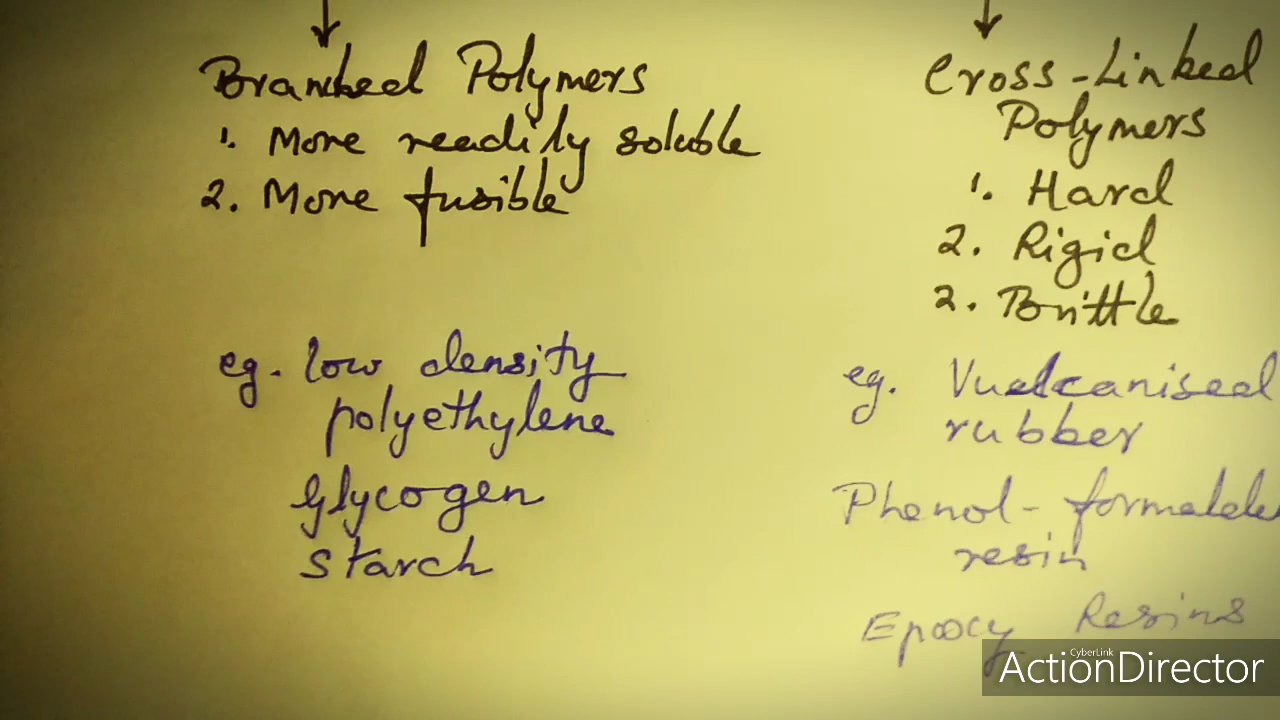 Branched Polymers
1. More readily soluble
2. More fusible
eg. low density
polyethylene
Glycogen
starch
Cross-Linked
Polymers
1. Hard
2. Rigid
2. Brittle
eg. Vulcanised
rubber
Phenol-formalde
resin
Epoxy Resins
CyberLink
ActionDirector